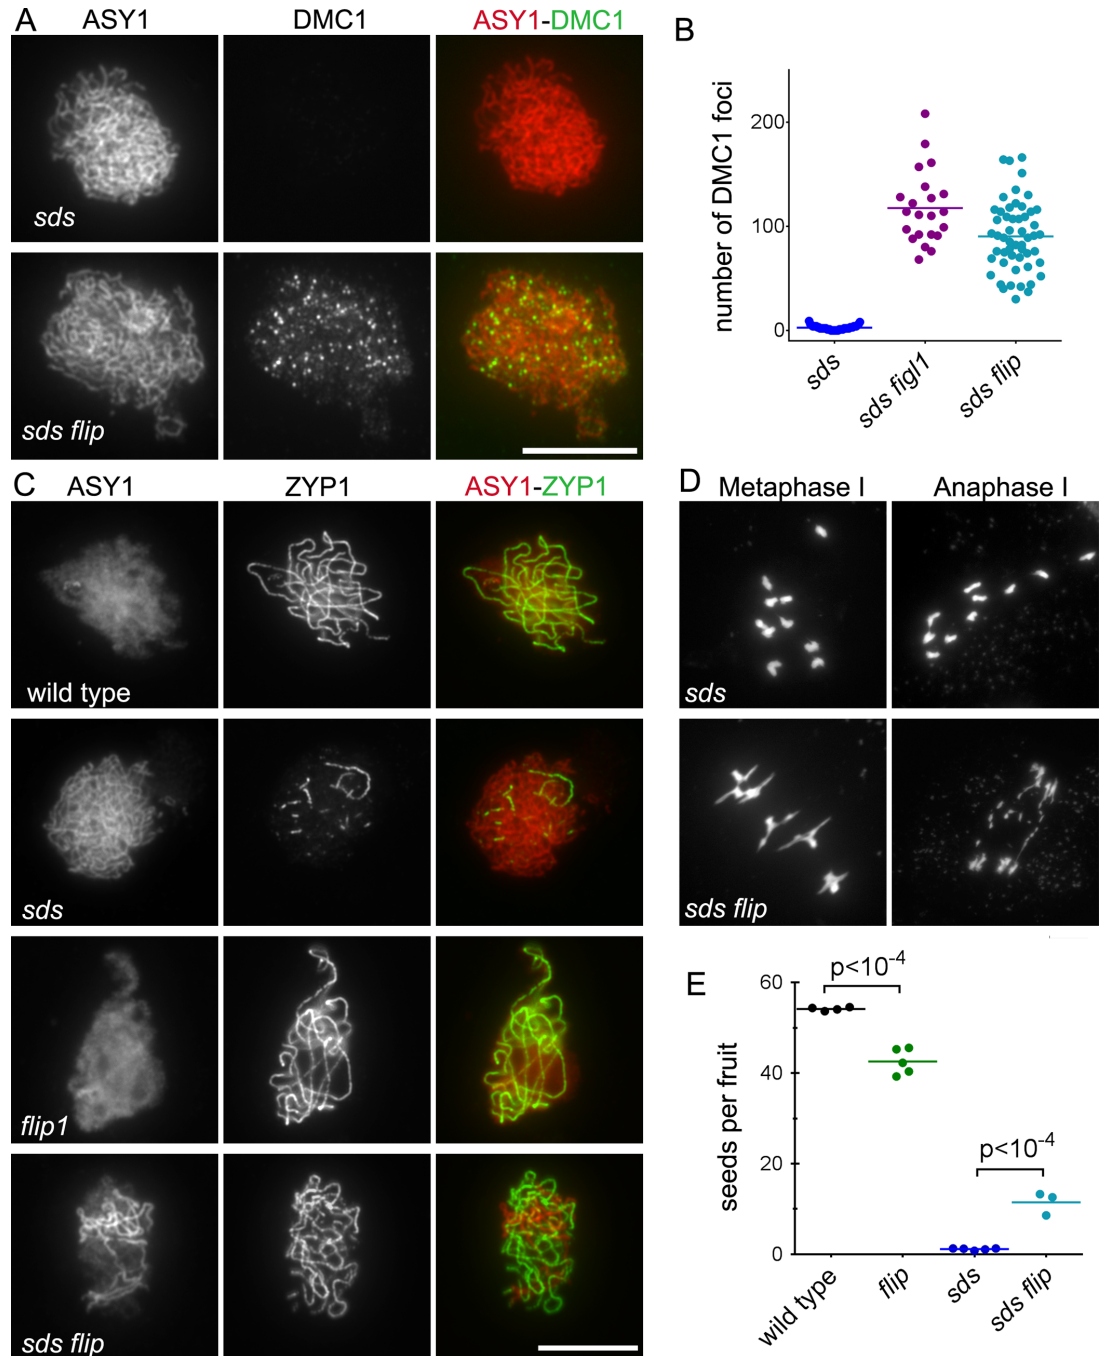 A
ASY1 DMC1 ASY1-DMC1
sds
sds flip
B
number of DMC1 foci
200
100
0
sds sds figl1 sds flip
C
ASY1 ZYP1 ASY1-ZYP1
wild type
sds
flip1
sds flip
D
Metaphase I Anaphase I
sds
sds flip
E
seeds per fruit
60
40
20
0
p<10-4
p<10-4
wild type flip sds sds flip